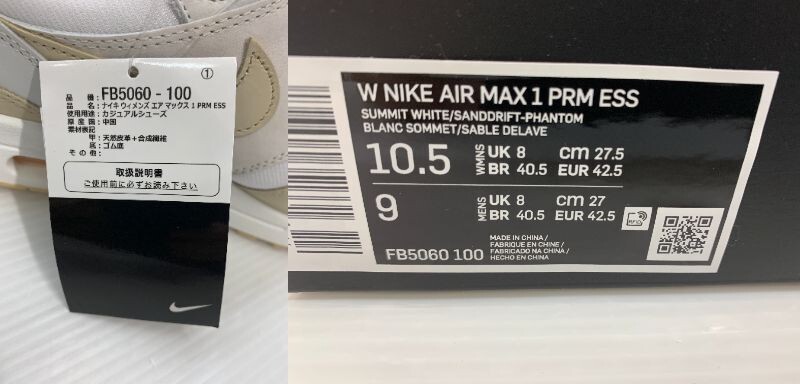 ①
品番:FB5060-100
品名:ナイキ ウィメンズ エア マックス 1 PRM ESS
使用用途:カジュアルシューズ
原産国:中国
素材表記
甲:天然皮革+合成繊維
底:ゴム底
その他:
取扱説明書
ご使用前に必ずお読み下さい
W NIKE AIR MAX 1 PRM ESS
SUMMIT WHITE/SANDDRIFT-PHANTOM
BLANC SOMMET/SABLE DELAVE
10.5 WMNS UK 8 cm 27.5
BR 40.5 EUR 42.5
9 MENS UK 8 cm 27
BR 40.5 EUR 42.5
MADE IN CHINA/
FABRIQUE EN CHINE/
FABRICADO NA CHINA/
HECHO EN CHINA
FB5060 100